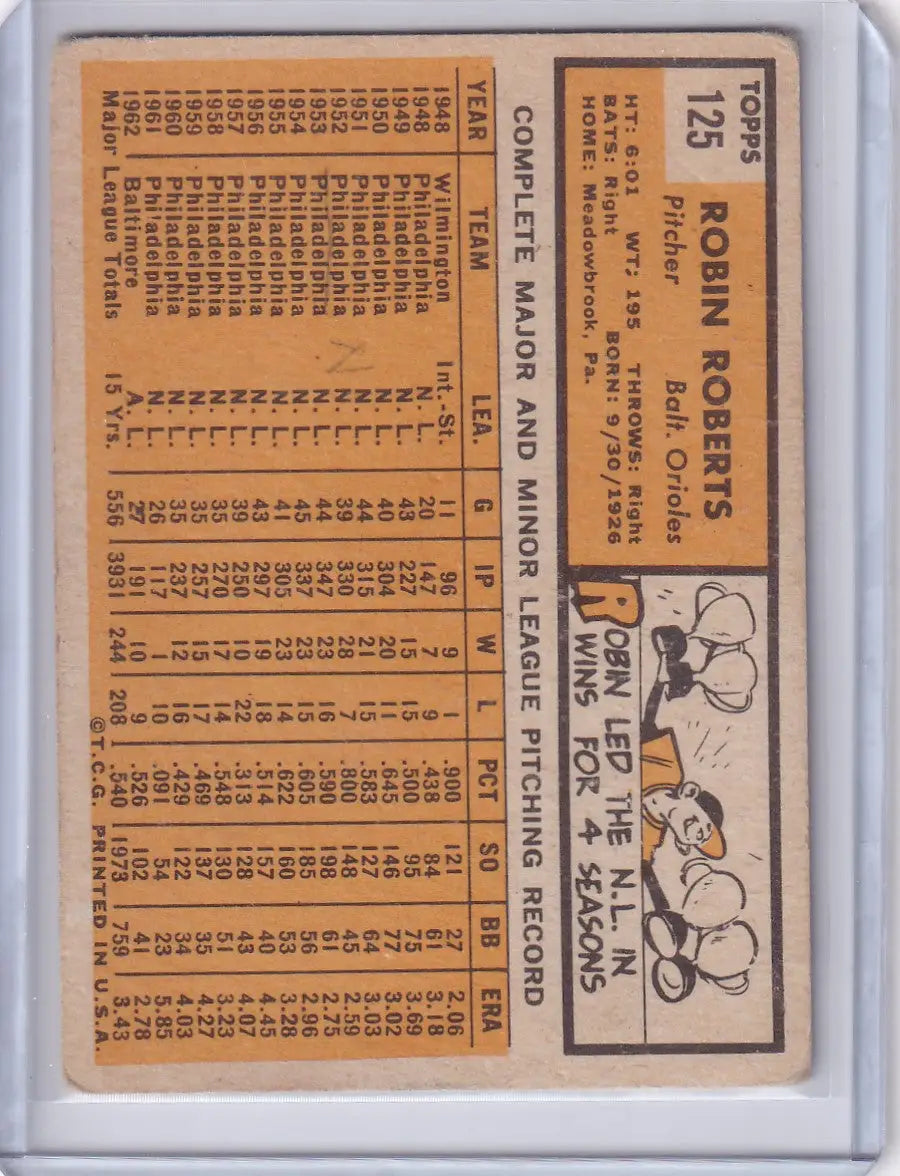 TOPPS
125
ROBIN ROBERTS
Pitcher Balt. Orioles
HT: 6:01 WT: 195 THROWS: Right
BATS: Right BORN: 9/30/1926
HOME: Meadowbrook, Pa.
ROBIN LED THE N.L. IN
WINS FOR 4 SEASONS
COMPLETE MAJOR AND MINOR LEAGUE PITCHING RECORD
YEAR TEAM LEA. G IP W L PCT SO BB ERA
1948 Wilmington Int.-St. 11 96 9 1 .900 121 27 2.06
1948 Philadelphia N. L. 20 147 7 9 .438 84 61 3.18
1949 Philadelphia N. L. 43 227 15 15 .500 95 75 3.69
1950 Philadelphia N. L. 40 304 20 11 .645 146 77 3.02
1951 Philadelphia N. L. 44 315 21 15 .583 127 64 3.03
1952 Philadelphia N. L. 39 330 28 7 .800 148 45 2.59
1953 Philadelphia N. L. 44 347 23 16 .590 198 61 2.75
1954 Philadelphia N. L. 45 337 23 15 .605 185 56 2.96
1955 Philadelphia N. L. 41 305 23 14 .622 160 53 3.28
1956 Philadelphia N. L. 43 297 19 18 .514 157 40 4.45
1957 Philadelphia N. L. 39 250 10 22 .313 128 43 4.07
1958 Philadelphia N. L. 35 270 17 14 .548 130 51 3.23
1959 Philadelphia N. L. 35 257 15 17 .469 137 35 4.27
1960 Philadelphia N. L. 35 237 12 16 .429 122 34 4.03
1961 Philadelphia N. L. 26 117 1 10 .091 54 23 5.85
1962 Baltimore A. L. 27 191 10 9 .526 102 41 2.78
Major League Totals 15 Yrs. 556 3931 244 208 .540 1973 759 3.43
©T.C.G. PRINTED IN U.S.A.